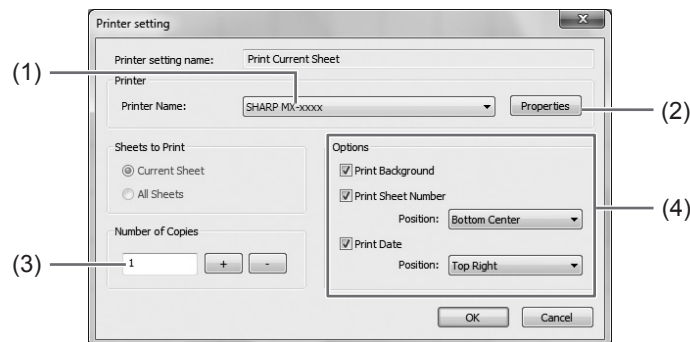 Printer setting
x
Printer setting name: Print Current Sheet
Printer
(1)
Printer Name: SHARP MX-xxxx Properties
(2)
Sheets to Print
Current Sheet
All Sheets
Options
Print Background
Print Sheet Number
Position: Bottom Center
(4)
Print Date
Position: Top Right
Number of Copies
(3)
1 + -
OK Cancel